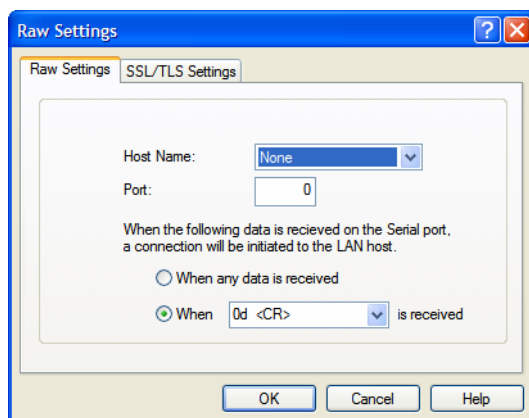 Raw Settings
Raw Settings SSL/TLS Settings
Host Name: None
Port: 0
When the following data is recieved on the Serial port,
a connection will be initiated to the LAN host.
When any data is received
When 0d <CR> is received
OK Cancel Help